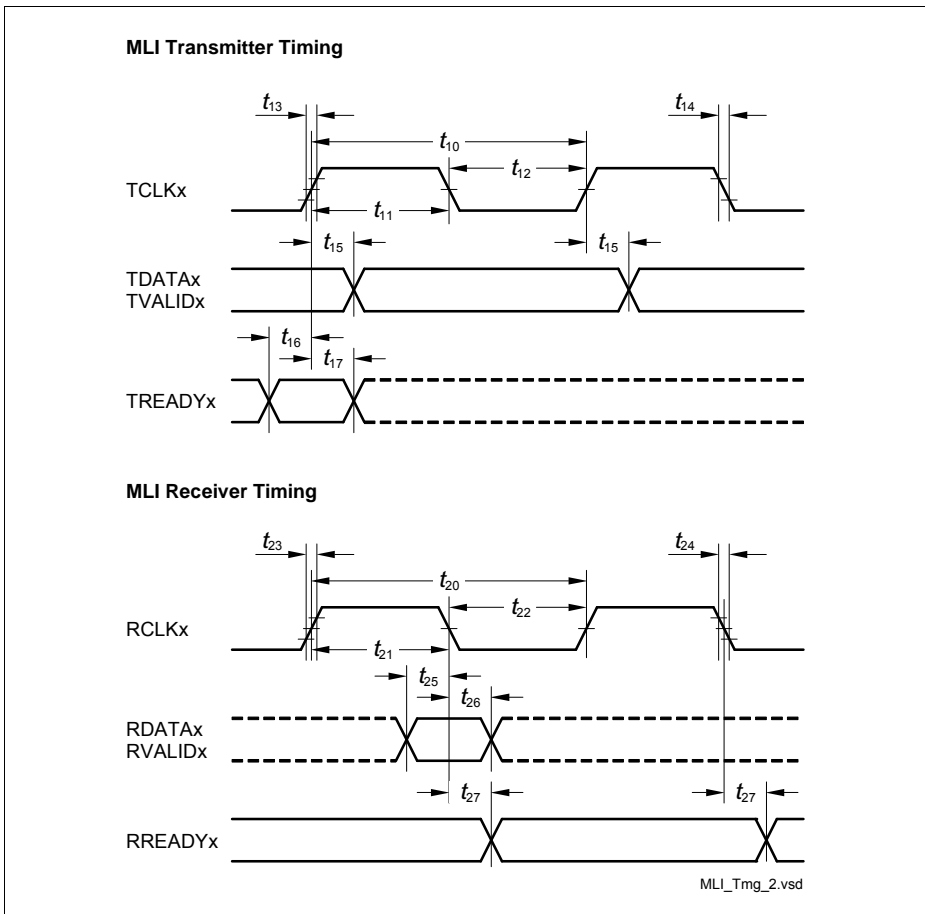 MLI Transmitter Timing
t13
t14
t10
t12
TCLKx
t11
t15
t15
TDATAx
TVALIDx
t16
t17
TREADYx
MLI Receiver Timing
t23
t24
t20
t22
RCLKx
t21
t25
t26
RDATAx
RVALIDx
t27
t27
RREADYx
MLI_Tmg_2.vsd